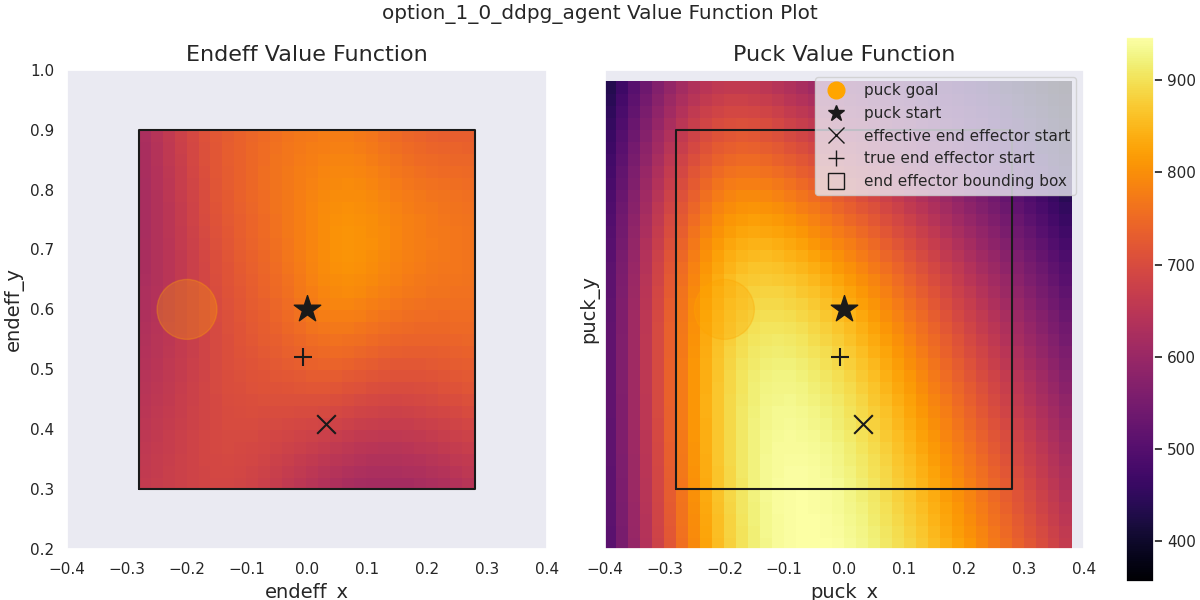 option_1_0_ddpg_agent Value Function Plot
Endeff Value Function
1.0
0.9
0.8
0.7
0.6
0.5
0.4
0.3
0.2
endeff_y
−0.4 −0.3 −0.2 −0.1 0.0 0.1 0.2 0.3 0.4
endeff_x
Puck Value Function
puck goal
puck start
effective end effector start
true end effector start
end effector bounding box
puck_y
−0.4 −0.3 −0.2 −0.1 0.0 0.1 0.2 0.3 0.4
puck_x
900
800
700
600
500
400